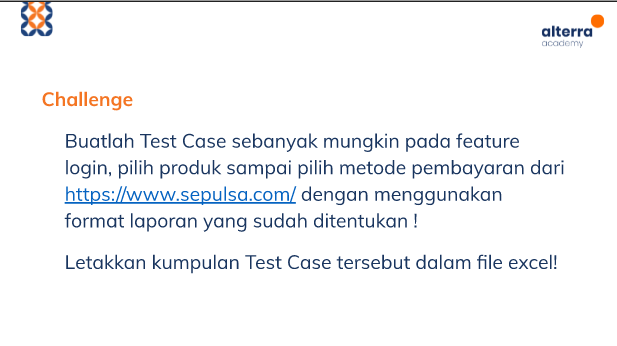 alterra
academy
Challenge
Buatlah Test Case sebanyak mungkin pada feature
login, pilih produk sampai pilih metode pembayaran dari
https://www.sepulsa.com/ dengan menggunakan
format laporan yang sudah ditentukan !
Letakkan kumpulan Test Case tersebut dalam file excel!